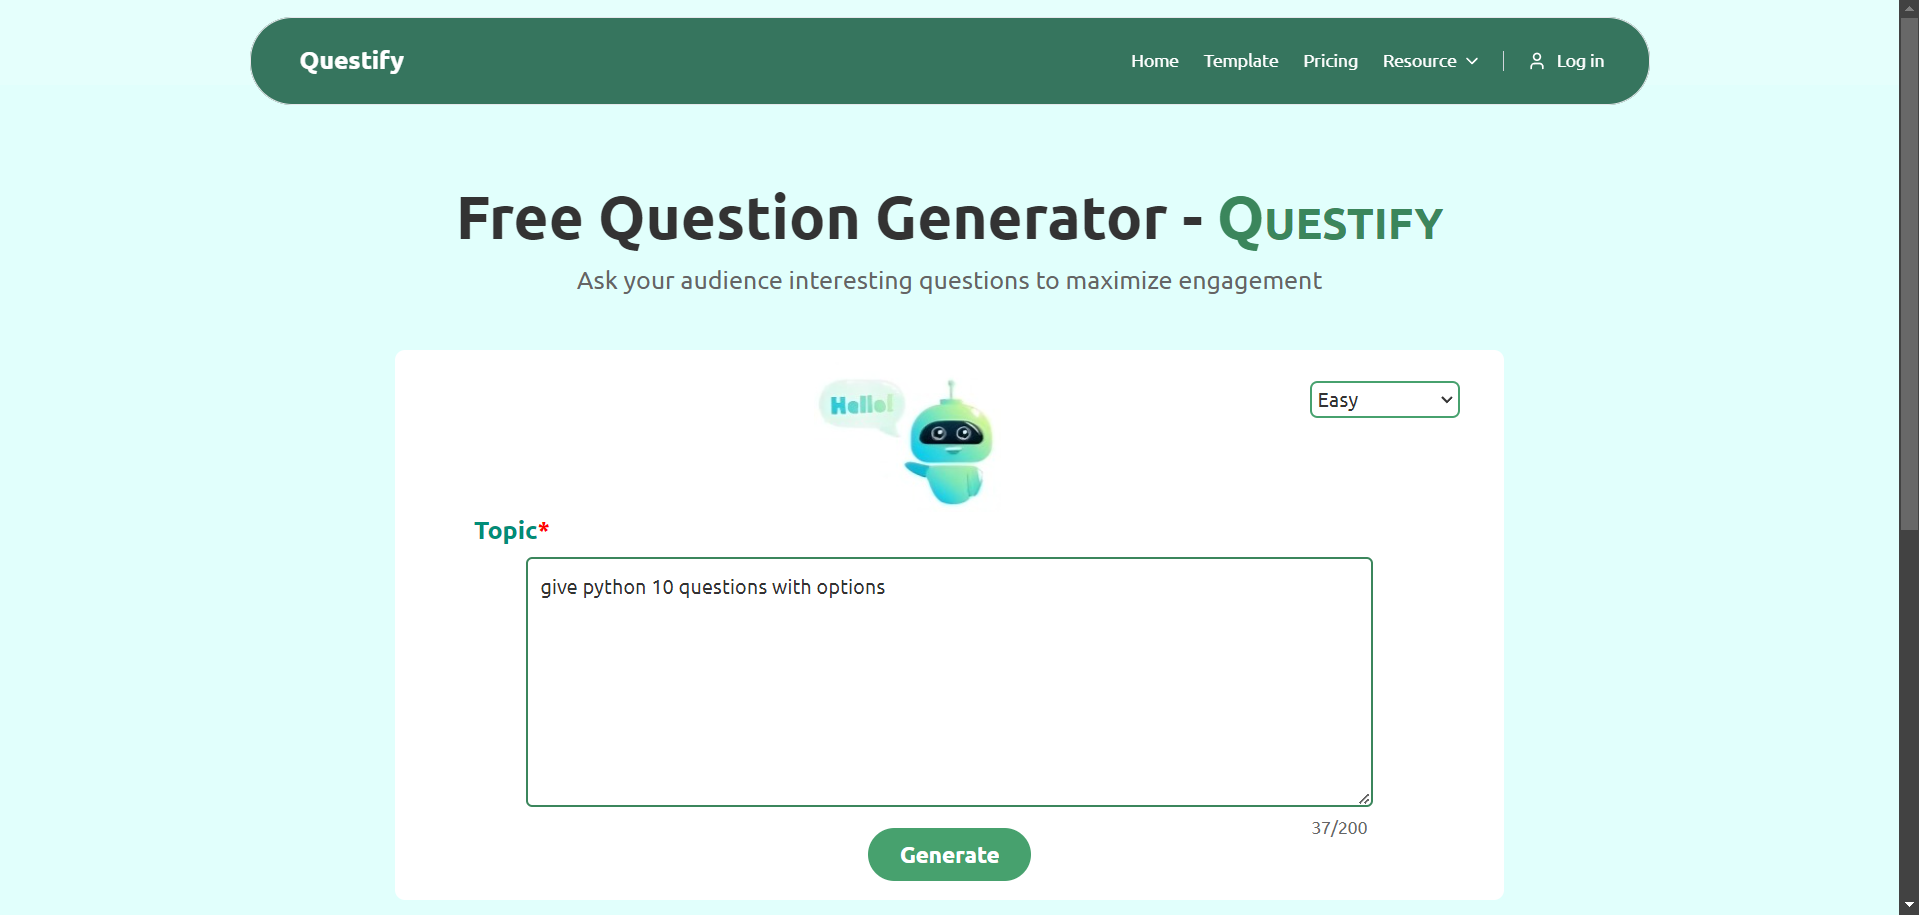 Questify
Home Template Pricing Resource Log in
Free Question Generator - QUESTIFY
Ask your audience interesting questions to maximize engagement
Hello!
Easy
Topic*
give python 10 questions with options
37/200
Generate